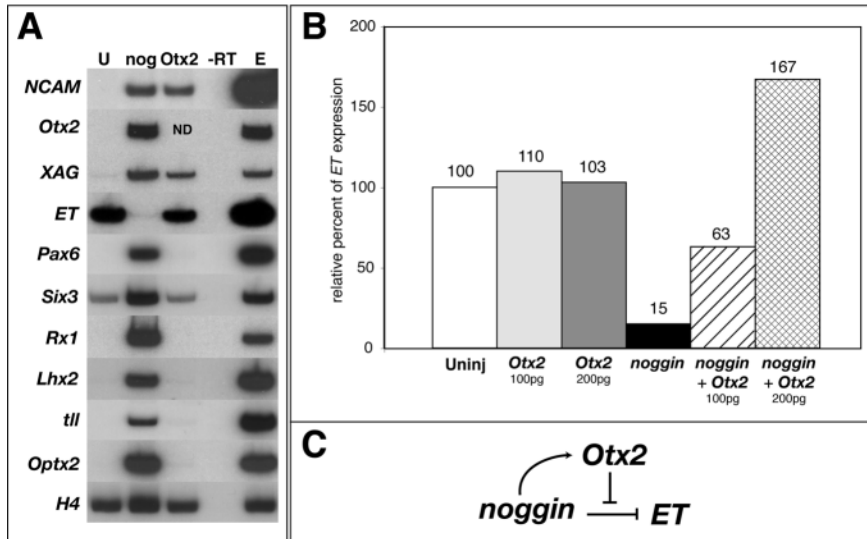 A
U nog Otx2 -RT E
NCAM
Otx2 ND
XAG
ET
Pax6
Six3
Rx1
Lhx2
tll
Optx2
H4
B
relative percent of ET expression
200
150
100
50
0
100
110
103
15
63
167
Uninj
Otx2
100pg
Otx2
200pg
noggin
noggin
+ Otx2
100pg
noggin
+ Otx2
200pg
C
Otx2
noggin ET